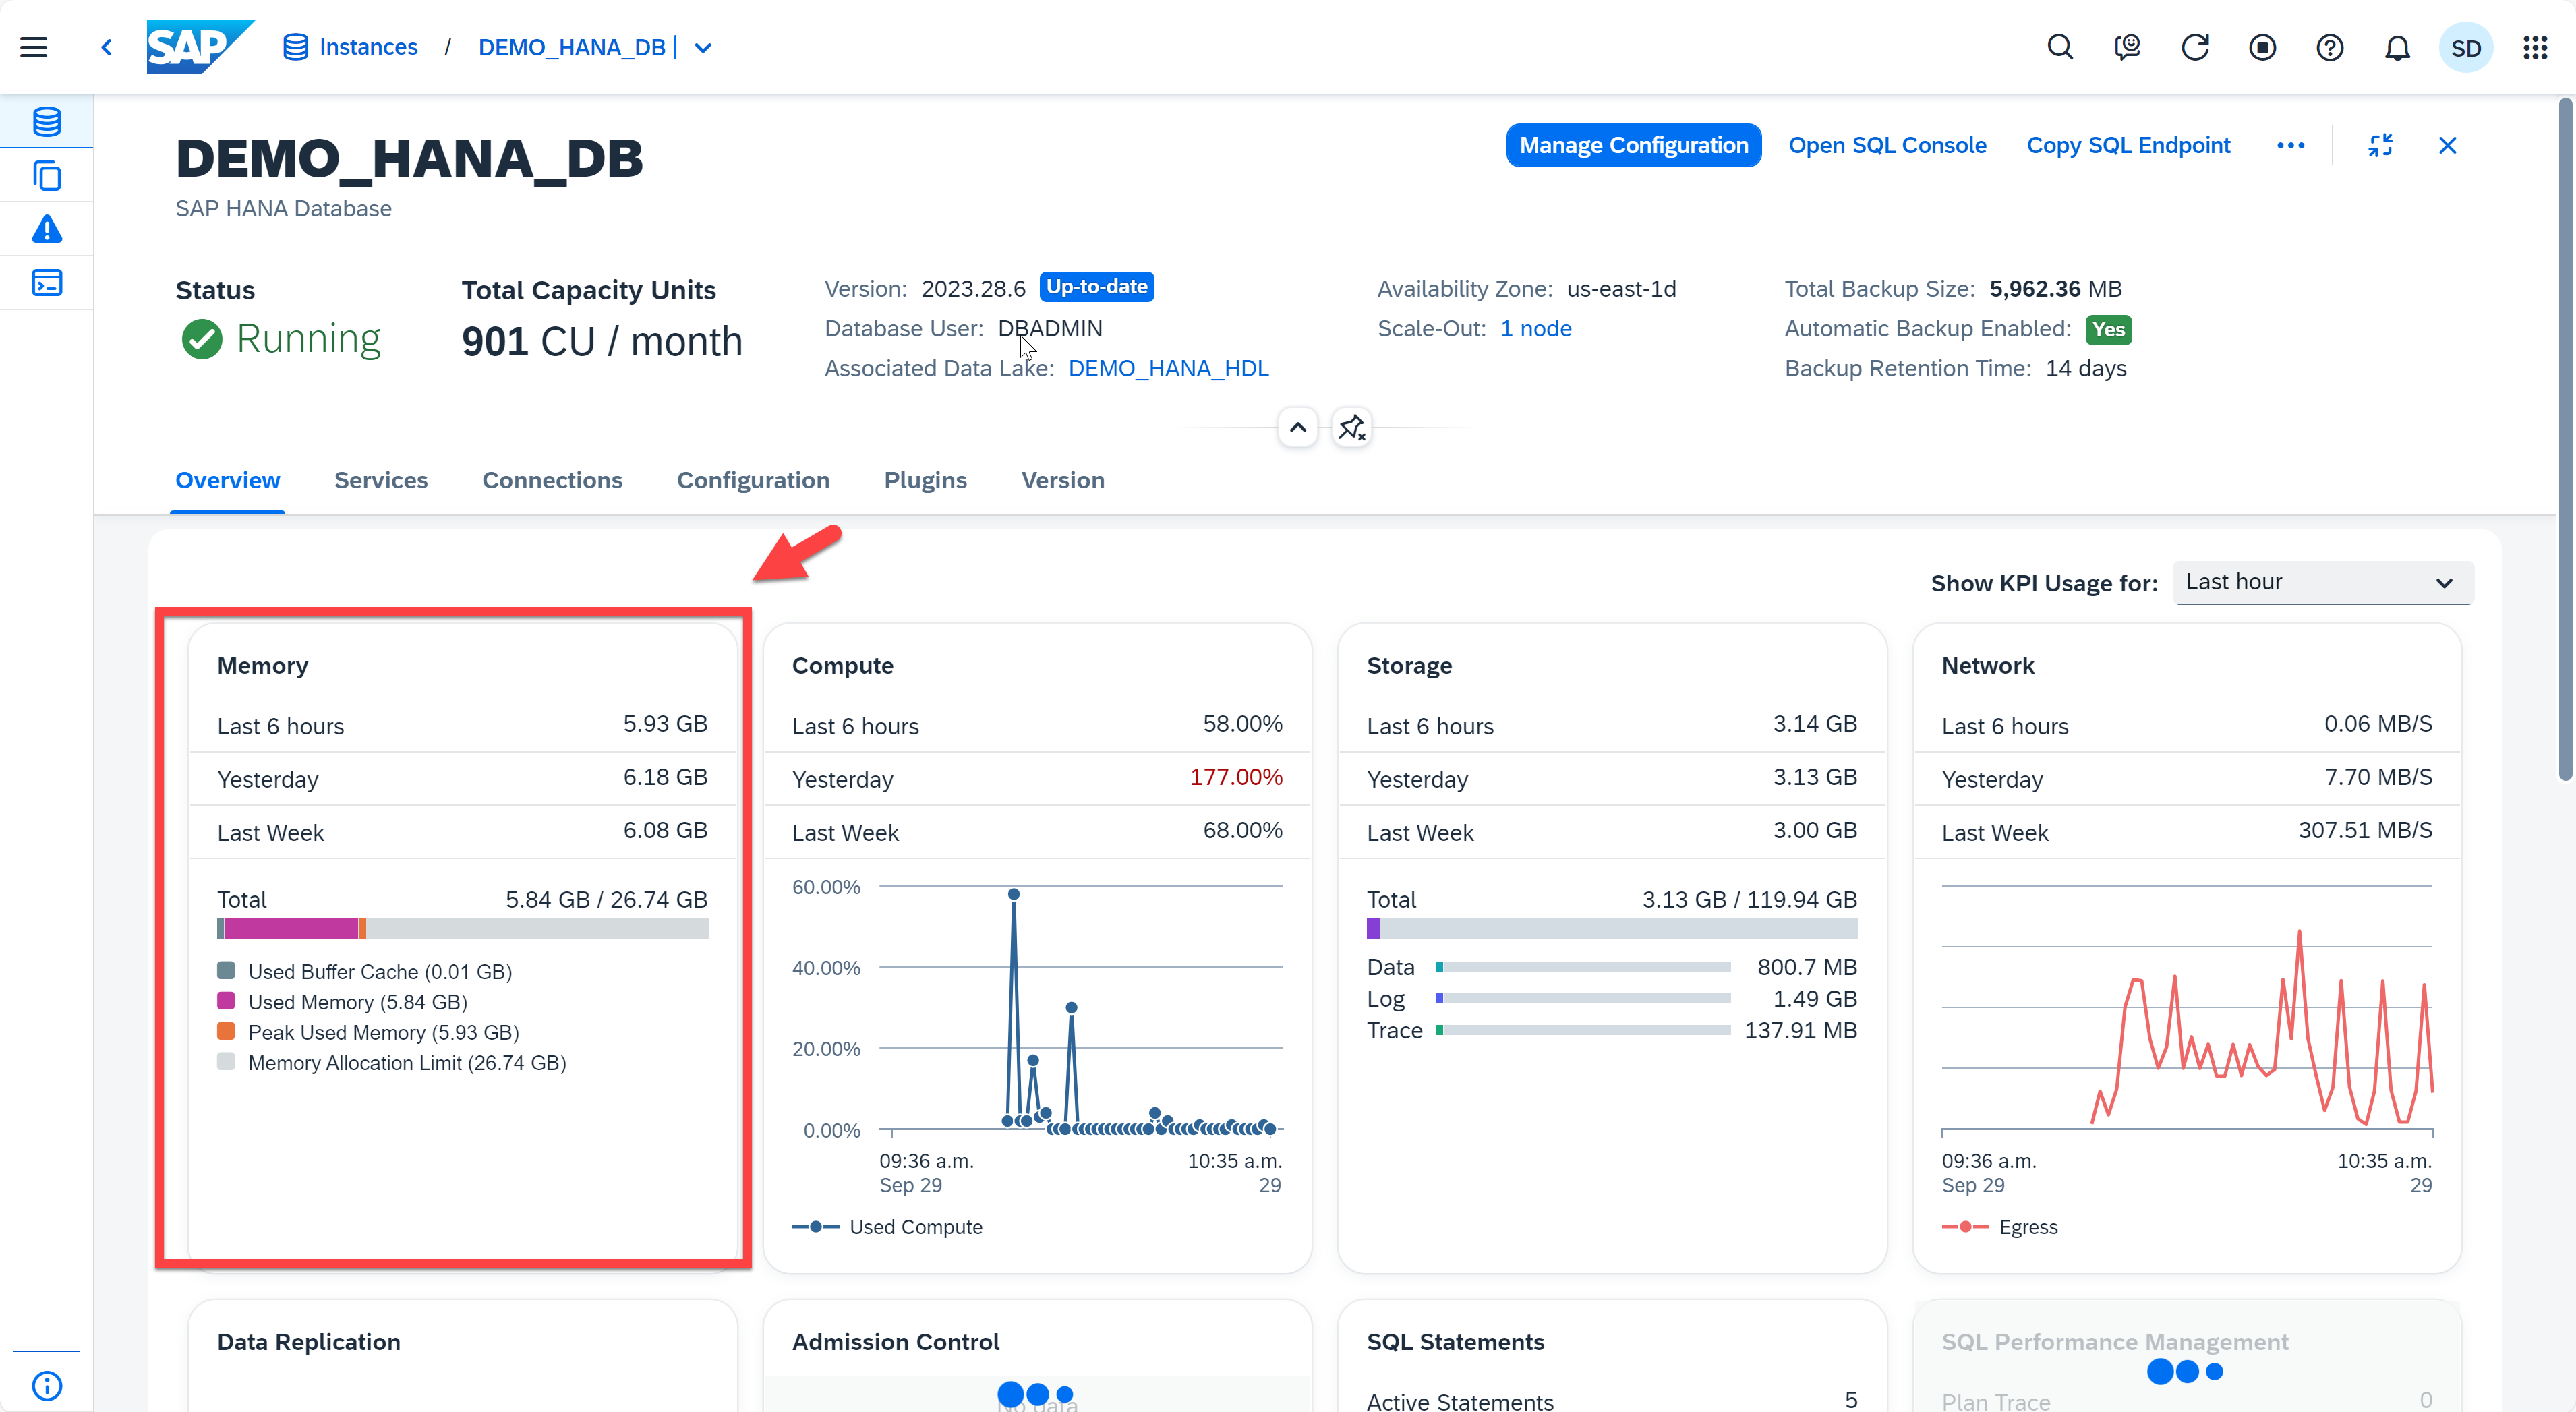 SAP
Instances / DEMO_HANA_DB |
SD
DEMO_HANA_DB
SAP HANA Database
Manage Configuration
Open SQL Console
Copy SQL Endpoint
Status
Running
Total Capacity Units
901 CU / month
Version: 2023.28.6 Up-to-date
Database User: DBADMIN
Associated Data Lake: DEMO_HANA_HDL
Availability Zone: us-east-1d
Scale-Out: 1 node
Total Backup Size: 5,962.36 MB
Automatic Backup Enabled: Yes
Backup Retention Time: 14 days
Overview Services Connections Configuration Plugins Version
Show KPI Usage for: Last hour
Memory
Last 6 hours 5.93 GB
Yesterday 6.18 GB
Last Week 6.08 GB
Total 5.84 GB / 26.74 GB
Used Buffer Cache (0.01 GB)
Used Memory (5.84 GB)
Peak Used Memory (5.93 GB)
Memory Allocation Limit (26.74 GB)
Compute
Last 6 hours 58.00%
Yesterday 177.00%
Last Week 68.00%
60.00%
40.00%
20.00%
0.00%
09:36 a.m. 10:35 a.m.
Sep 29 29
Used Compute
Storage
Last 6 hours 3.14 GB
Yesterday 3.13 GB
Last Week 3.00 GB
Total 3.13 GB / 119.94 GB
Data 800.7 MB
Log 1.49 GB
Trace 137.91 MB
Network
Last 6 hours 0.06 MB/S
Yesterday 7.70 MB/S
Last Week 307.51 MB/S
09:36 a.m. 10:35 a.m.
Sep 29 29
Egress
Data Replication
Admission Control
No data
SQL Statements
Active Statements 5
SQL Performance Management
Plan Trace 0